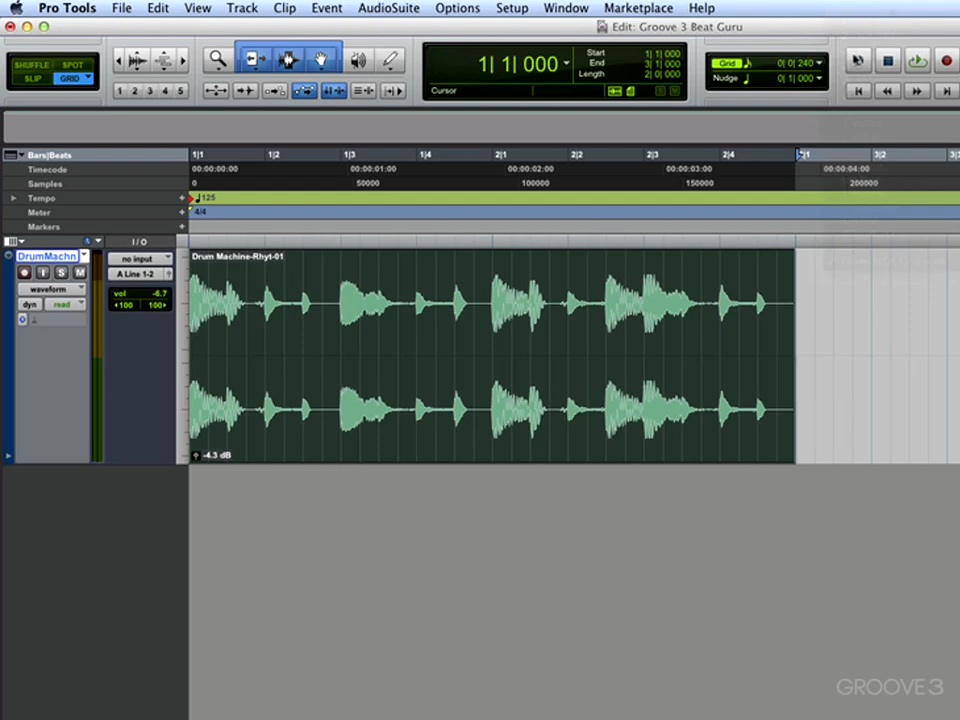 Pro Tools File Edit View Track Clip Event AudioSuite Options Setup Window Marketplace Help
Edit: Groove 3 Beat Guru
SHUFFLE SPOT
SLIP GRID
1 2 3 4 5
1| 1| 000
Start 1| 1| 000
End 3| 1| 000
Length 2| 0| 000
Cursor
Grid 0| 0| 240
Nudge 0| 1| 000
Bars|Beats 1|1 1|2 1|3 1|4 2|1 2|2 2|3 2|4 3|1 3|2
Timecode 00:00:00:00 00:00:01:00 00:00:02:00 00:00:03:00 00:00:04:00
Samples 0 50000 100000 150000 200000
Tempo 125
Meter 4/4
Markers
I / O
DrumMachn no input
I S M A Line 1-2
waveform vol -6.7
dyn read 100 100
Drum Machine-Rhyt-01
-4.3 dB
GROOVE3